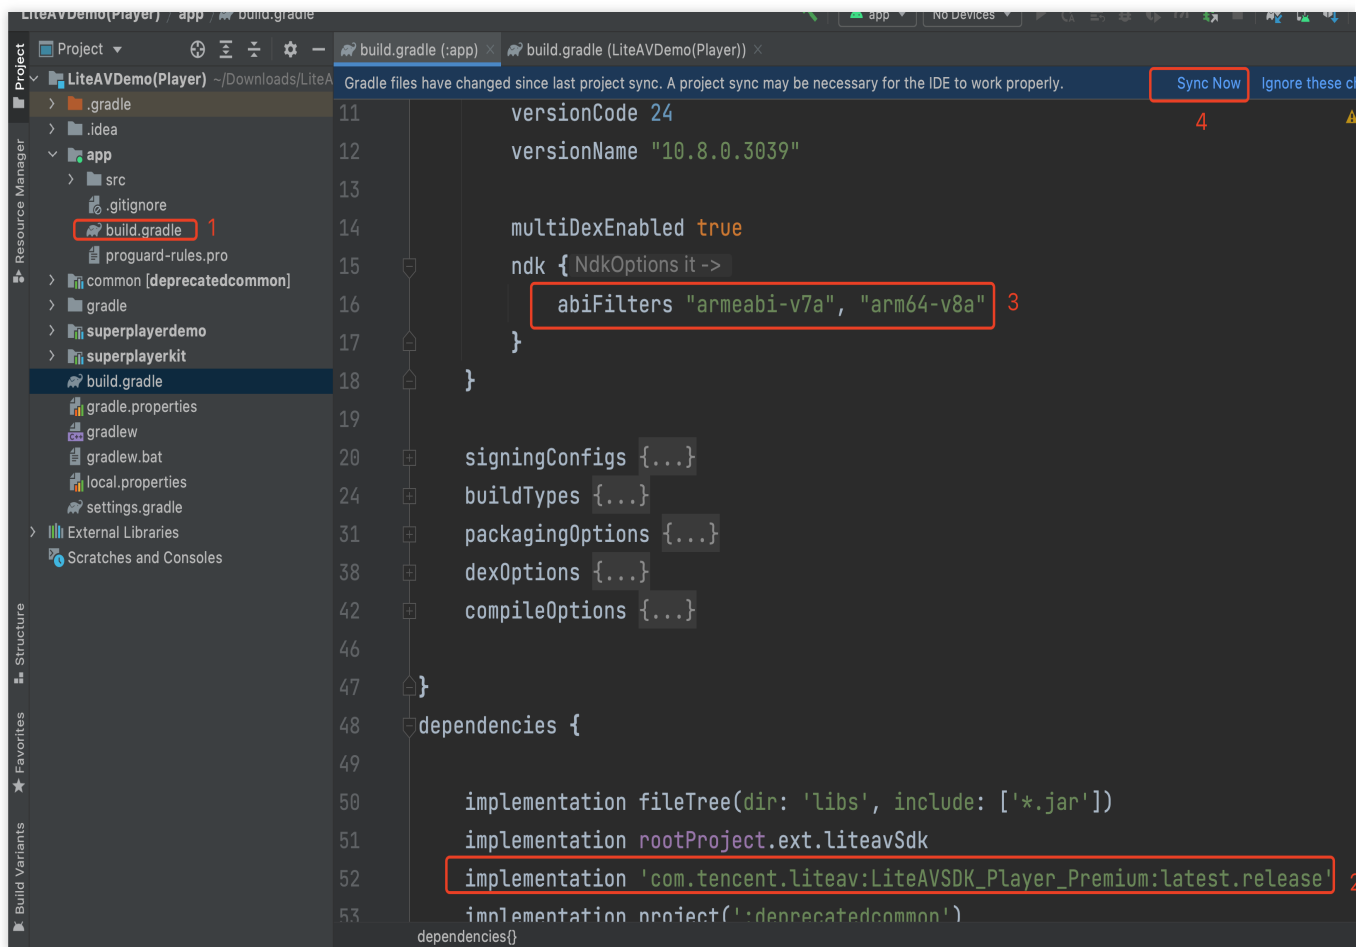 LiteAVDemo(Player) / app / build.gradle
app
No Devices
Project
build.gradle (:app)
build.gradle (LiteAVDemo(Player))
Gradle files have changed since last project sync. A project sync may be necessary for the IDE to work properly.
Sync Now
Ignore these ch
4
Project
Resource Manager
Structure
Favorites
Build Variants
LiteAVDemo(Player) ~/Downloads/LiteA
.gradle
.idea
app
src
.gitignore
build.gradle
1
proguard-rules.pro
common [deprecatedcommon]
gradle
superplayerdemo
superplayerkit
build.gradle
gradle.properties
gradlew
gradlew.bat
local.properties
settings.gradle
External Libraries
Scratches and Consoles
11 versionCode 24
12 versionName "10.8.0.3039"
13
14 multiDexEnabled true
15 ndk { NdkOptions it ->
16 abiFilters "armeabi-v7a", "arm64-v8a"
3
17 }
18 }
19
20 signingConfigs {...}
24 buildTypes {...}
31 packagingOptions {...}
38 dexOptions {...}
42 compileOptions {...}
46
47 }
48 dependencies {
49
50 implementation fileTree(dir: 'libs', include: ['*.jar'])
51 implementation rootProject.ext.liteavSdk
52 implementation 'com.tencent.liteav:LiteAVSDK_Player_Premium:latest.release'
2
53 implementation project(':deprecatedcommon')
dependencies{}